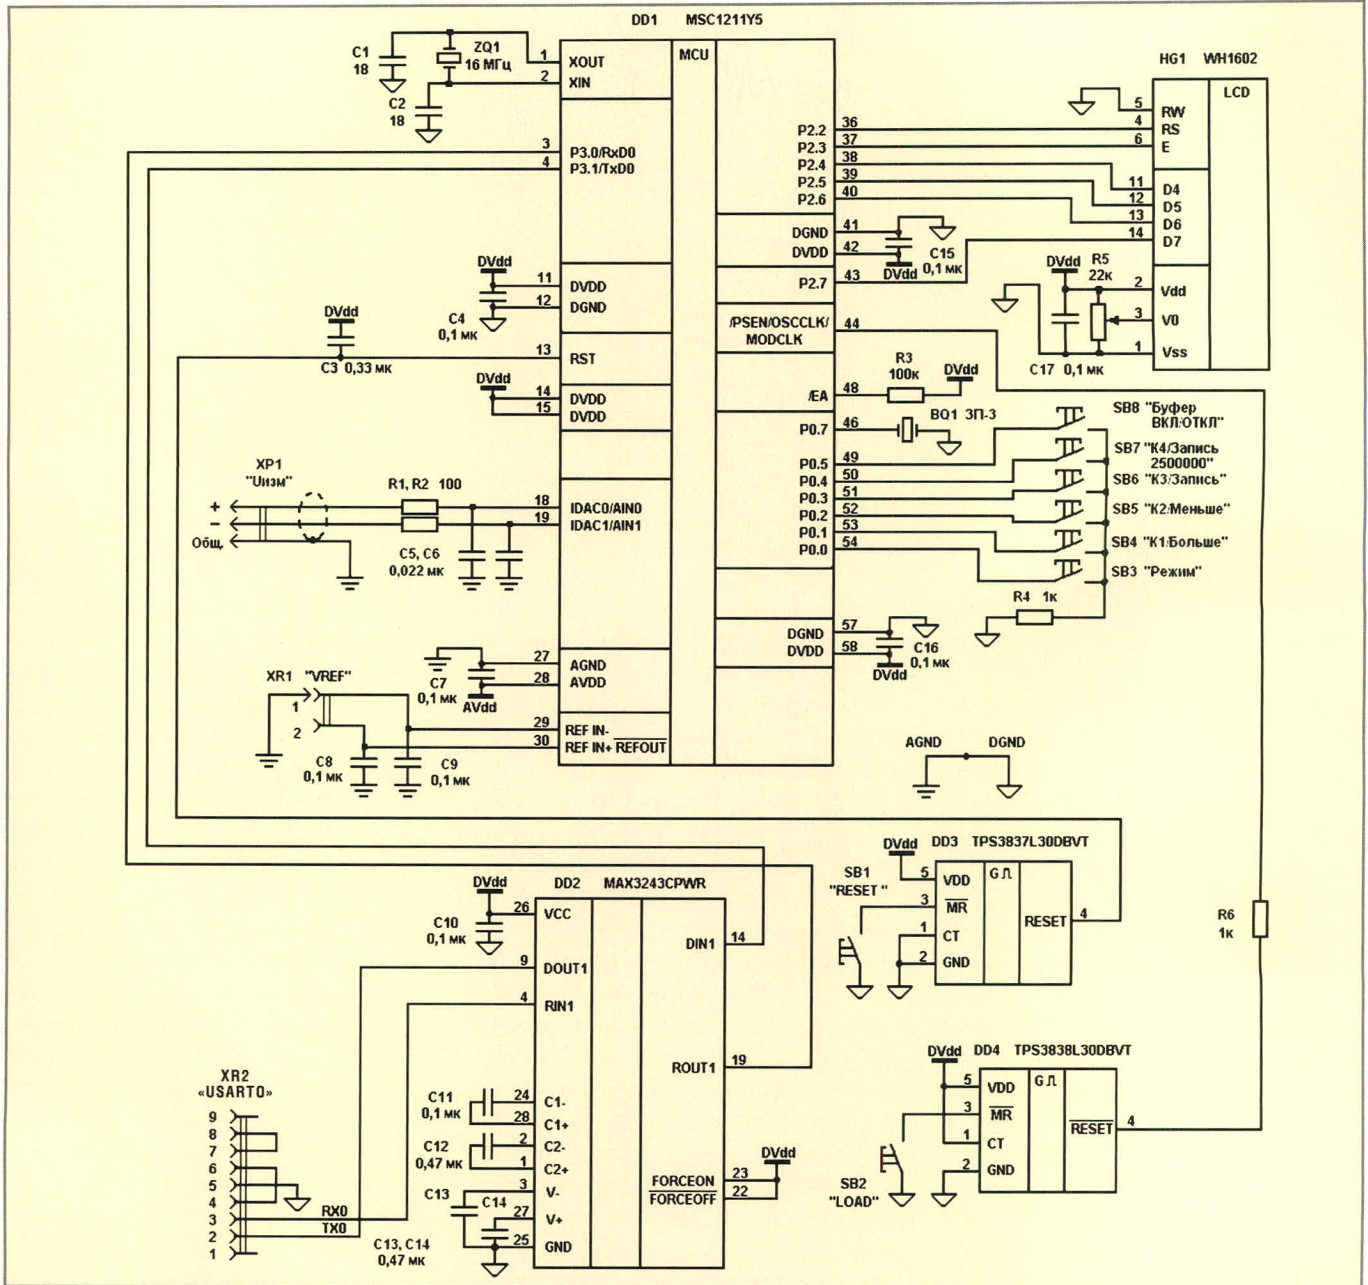 DD1 MSC1211Y5
MCU
C1
18
ZQ1
16 МГц
C2
18
1 XOUT
2 XIN
3 P3.0/RxD0
4 P3.1/TxD0
DVdd
11 DVDD
12 DGND
C4
0,1 мк
DVdd
C3 0,33 мк
13 RST
DVdd
14 DVDD
15 DVDD
XP1
"Uизм"
+
−
Общ.
R1, R2 100
C5, C6
0,022 мк
18 IDAC0/AIN0
19 IDAC1/AIN1
27 AGND
28 AVDD
C7
0,1 мк
AVdd
XR1 "VREF"
1
2
29 REF IN-
30 REF IN+ REFOUT
C8
0,1 мк
C9
0,1 мк
P2.2 36
P2.3 37
P2.4 38
P2.5 39
P2.6 40
DGND 41
DVDD 42
C15
0,1 мк
DVdd
P2.7 43
/PSEN/OSCCLK/
MODCLK
44
/EA 48
R3
100к
DVdd
P0.7 46
BQ1 ЗП-3
P0.5 49
P0.4 50
P0.3 51
P0.2 52
P0.1 53
P0.0 54
DGND 57
DVDD 58
C16
0,1 мк
DVdd
HG1 WH1602
LCD
5 RW
4 RS
6 E
11 D4
12 D5
13 D6
14 D7
DVdd
R5
22к
2 Vdd
3 V0
1 Vss
C17 0,1 мк
SB8 "Буфер
ВКЛ/ОТКЛ"
SB7 "К4/Запись
2500000"
SB6 "К3/Запись"
SB5 "К2/Меньше"
SB4 "К1/Больше"
SB3 "Режим"
R4 1к
AGND DGND
DD3 TPS3837L30DBVT
DVdd
SB1
"RESET "
5 VDD
3 MR
1 CT
2 GND
G
RESET 4
R6
1к
DD4 TPS3838L30DBVT
DVdd
SB2
"LOAD"
5 VDD
3 MR
1 CT
2 GND
G
RESET 4
DD2 MAX3243CPWR
DVdd
C10
0,1 мк
26 VCC
9 DOUT1
4 RIN1
C11
0,1 мк
24 C1-
28 C1+
C12
0,47 мк
2 C2-
1 C2+
C13
C14
3 V-
27 V+
25 GND
C13, C14
0,47 мк
DIN1 14
ROUT1 19
FORCEON 23
FORCEOFF 22
DVdd
XR2
«USARTO»
9
8
7
6
5
4
3 RX0
2 TX0
1